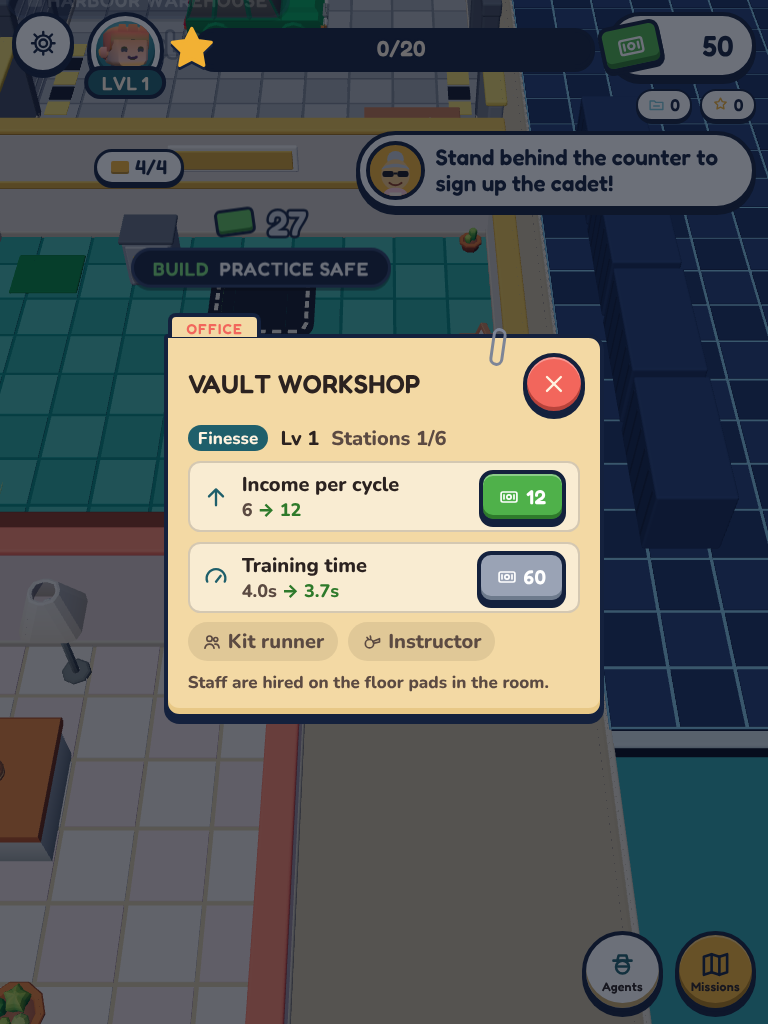 HARBOUR WAREHOUSE
0/20
50
LVL 1
0
0
4/4
Stand behind the counter to
sign up the cadet!
27
BUILD PRACTICE SAFE
OFFICE
VAULT WORKSHOP
Finesse Lv 1 Stations 1/6
Income per cycle
6 → 12
12
Training time
4.0s → 3.7s
60
Kit runner
Instructor
Staff are hired on the floor pads in the room.
Agents
Missions